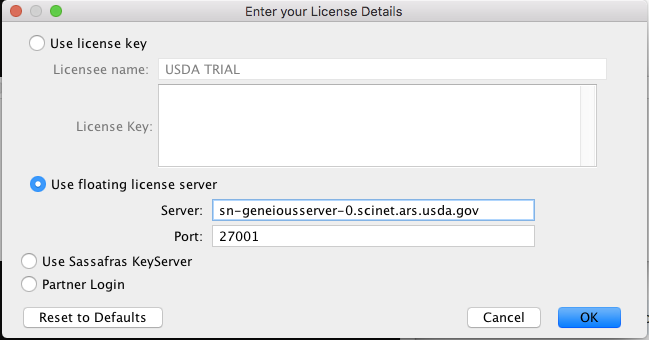 Enter your License Details
Use license key
Licensee name: USDA TRIAL
License Key:
Use floating license server
Server: sn-geneiousserver-0.scinet.ars.usda.gov
Port: 27001
Use Sassafras KeyServer
Partner Login
Reset to Defaults Cancel OK